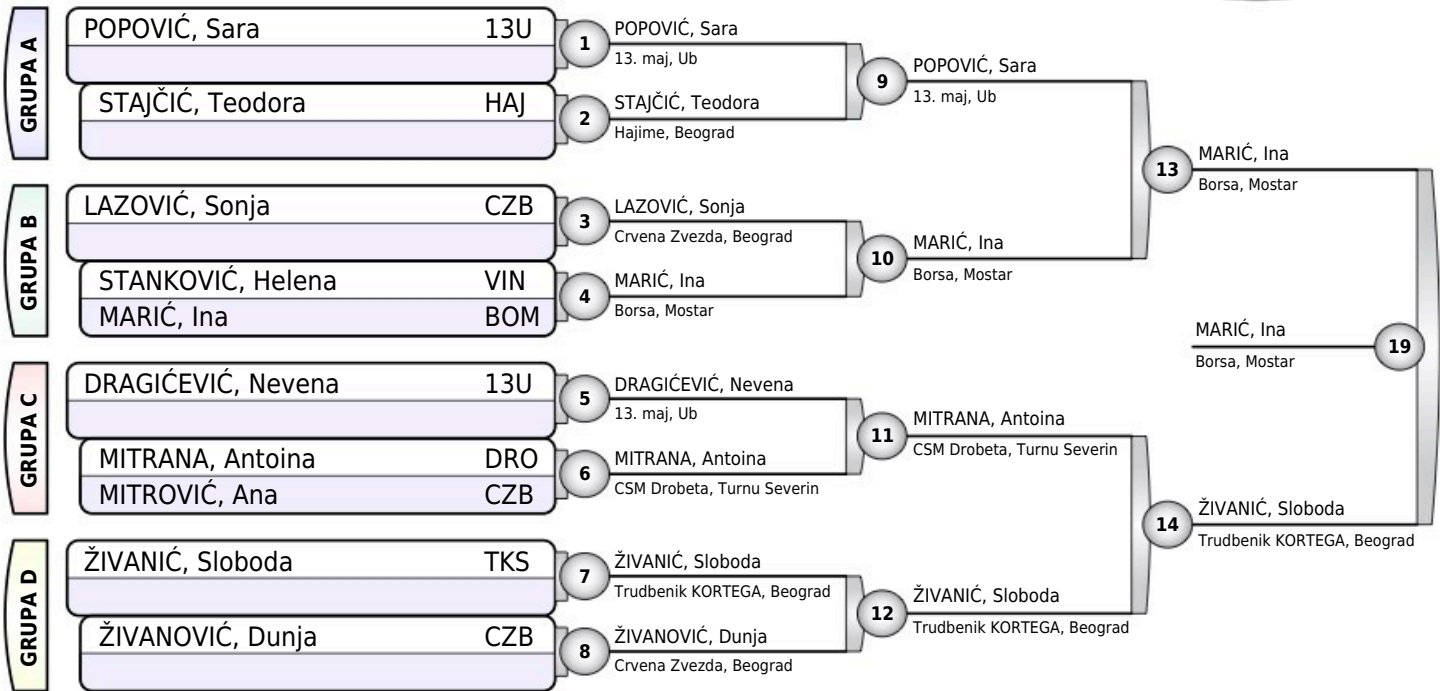 GRUPA A
POPOVIĆ, Sara 13U
STAJČIĆ, Teodora HAJ
GRUPA B
LAZOVIĆ, Sonja CZB
STANKOVIĆ, Helena VIN
MARIĆ, Ina BOM
GRUPA C
DRAGIĆEVIĆ, Nevena 13U
MITRANA, Antoina DRO
MITROVIĆ, Ana CZB
GRUPA D
ŽIVANIĆ, Sloboda TKS
ŽIVANOVIĆ, Dunja CZB
1
POPOVIĆ, Sara
13. maj, Ub
2
STAJČIĆ, Teodora
Hajime, Beograd
3
LAZOVIĆ, Sonja
Crvena Zvezda, Beograd
4
MARIĆ, Ina
Borsa, Mostar
5
DRAGIĆEVIĆ, Nevena
13. maj, Ub
6
MITRANA, Antoina
CSM Drobeta, Turnu Severin
7
ŽIVANIĆ, Sloboda
Trudbenik KORTEGA, Beograd
8
ŽIVANOVIĆ, Dunja
Crvena Zvezda, Beograd
9
POPOVIĆ, Sara
13. maj, Ub
10
MARIĆ, Ina
Borsa, Mostar
11
MITRANA, Antoina
CSM Drobeta, Turnu Severin
12
ŽIVANIĆ, Sloboda
Trudbenik KORTEGA, Beograd
13
MARIĆ, Ina
Borsa, Mostar
14
ŽIVANIĆ, Sloboda
Trudbenik KORTEGA, Beograd
MARIĆ, Ina
Borsa, Mostar
19